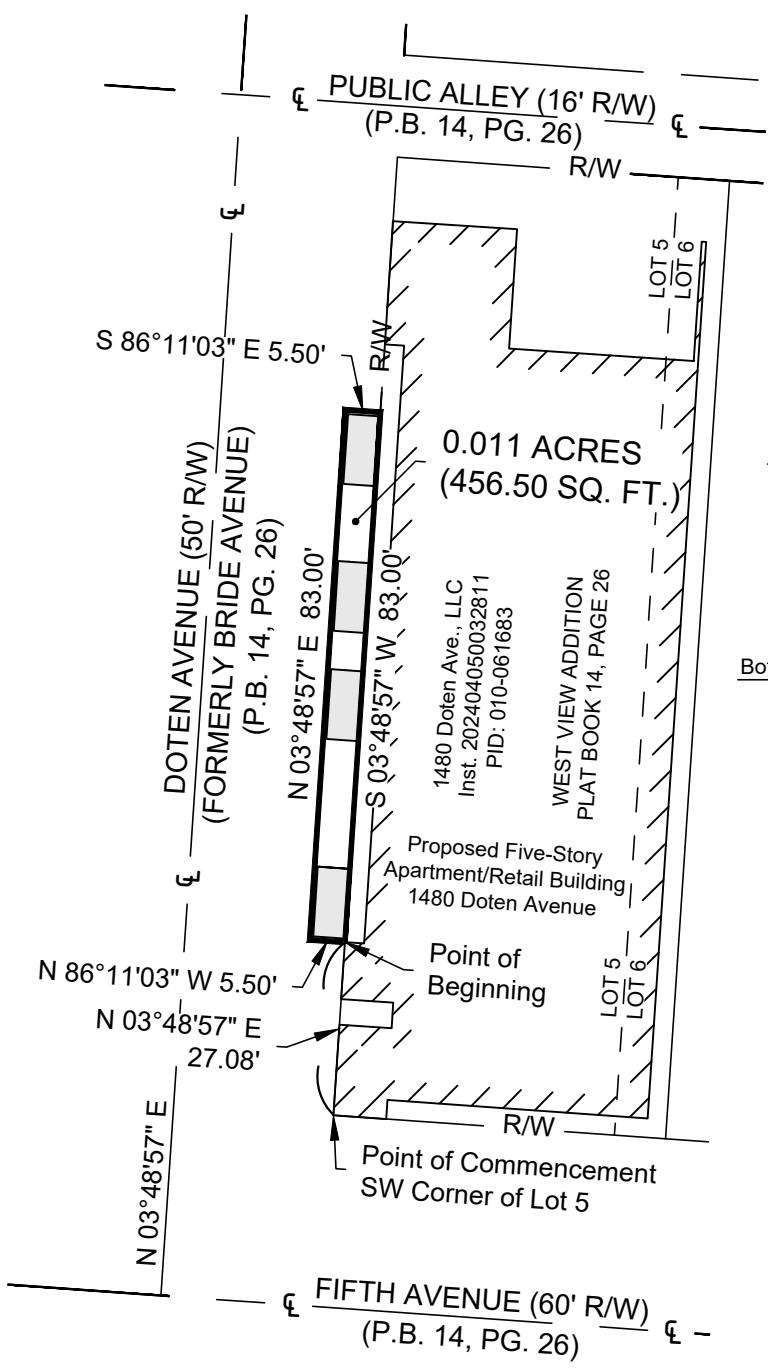 ℄ PUBLIC ALLEY (16' R/W) ℄
(P.B. 14, PG. 26)
R/W
℄
LOT 5
LOT 6
R/W
S 86°11'03" E 5.50'
0.011 ACRES
(456.50 SQ. FT.)
DOTEN AVENUE (50' R/W)
(FORMERLY BRIDE AVENUE)
(P.B. 14, PG. 26)
N 03°48'57" E 83.00'
S 03°48'57" W 83.00'
1480 Doten Ave., LLC
Inst. 202404050032811
PID: 010-061683
WEST VIEW ADDITION
PLAT BOOK 14, PAGE 26
Proposed Five-Story
Apartment/Retail Building
1480 Doten Avenue
℄
Point of
Beginning
N 86°11'03" W 5.50'
N 03°48'57" E
27.08'
LOT 5
LOT 6
R/W
N 03°48'57" E
Point of Commencement
SW Corner of Lot 5
℄ FIFTH AVENUE (60' R/W) ℄
(P.B. 14, PG. 26)